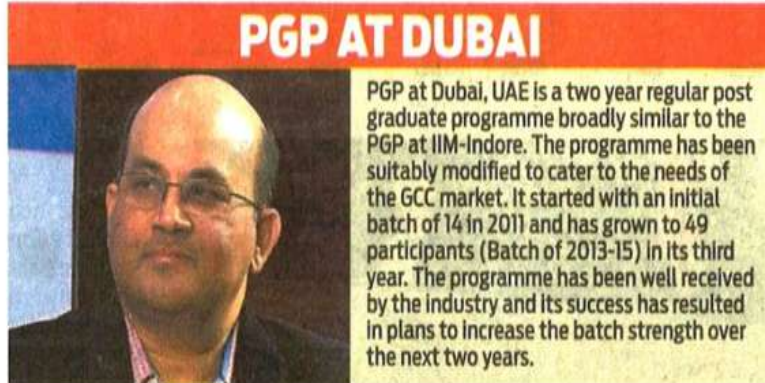 PGP AT DUBAI
PGP at Dubai, UAE is a two year regular post
graduate programme broadly similar to the
PGP at IIM-Indore. The programme has been
suitably modified to cater to the needs of
the GCC market. It started with an initial
batch of 14 in 2011 and has grown to 49
participants (Batch of 2013-15) in its third
year. The programme has been well received
by the industry and its success has resulted
in plans to increase the batch strength over
the next two years.